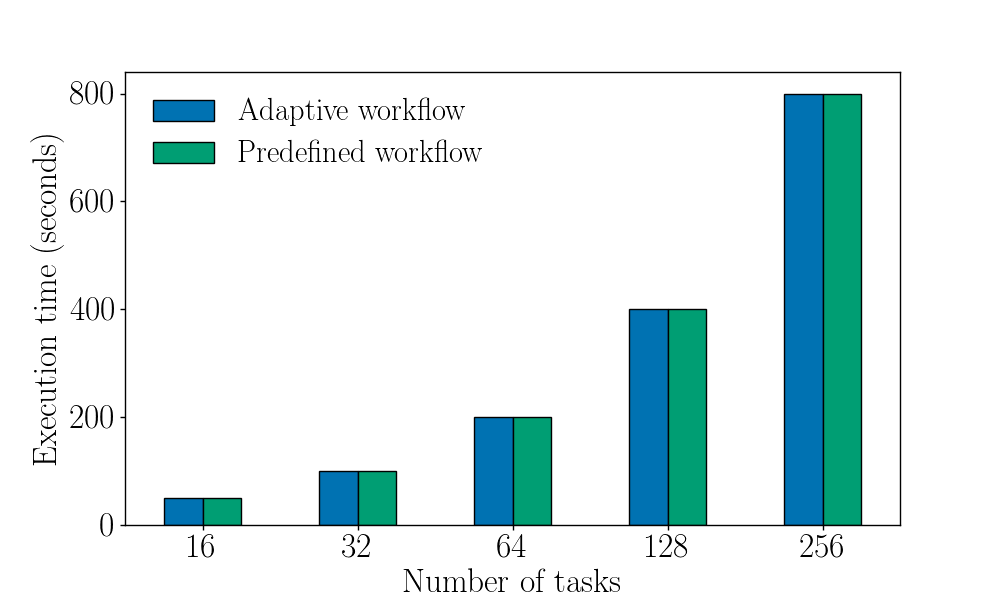 Adaptive workflow
Predefined workflow
Execution time (seconds)
800
600
400
200
0
16 32 64 128 256
Number of tasks